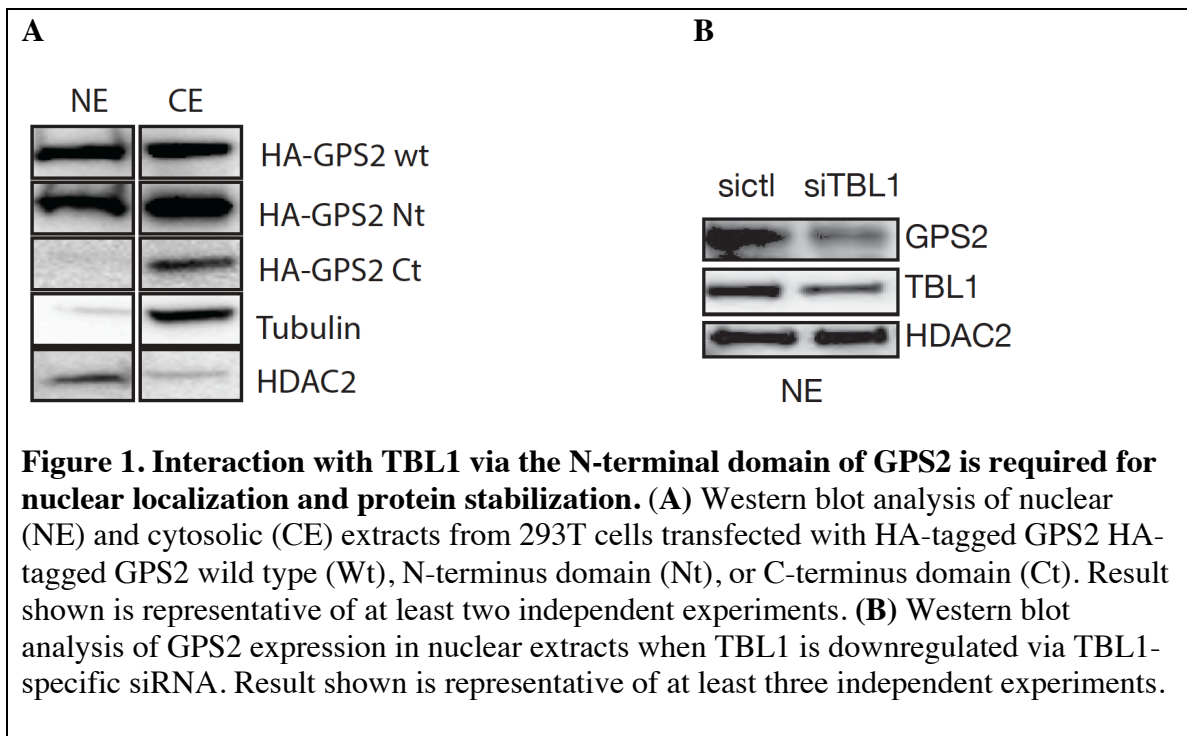 A
B
NE CE
HA-GPS2 wt
HA-GPS2 Nt
HA-GPS2 Ct
Tubulin
HDAC2
sictl siTBL1
GPS2
TBL1
HDAC2
NE
Figure 1. Interaction with TBL1 via the N-terminal domain of GPS2 is required for
nuclear localization and protein stabilization. (A) Western blot analysis of nuclear
(NE) and cytosolic (CE) extracts from 293T cells transfected with HA-tagged GPS2 HA-
tagged GPS2 wild type (Wt), N-terminus domain (Nt), or C-terminus domain (Ct). Result
shown is representative of at least two independent experiments. (B) Western blot
analysis of GPS2 expression in nuclear extracts when TBL1 is downregulated via TBL1-
specific siRNA. Result shown is representative of at least three independent experiments.